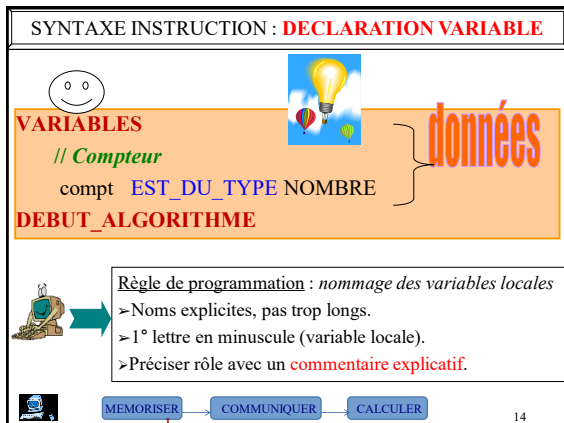 SYNTAXE INSTRUCTION : DECLARATION VARIABLE
VARIABLES
// Compteur
compt EST_DU_TYPE NOMBRE
DEBUT_ALGORITHME
données
Règle de programmation : nommage des variables locales
➢Noms explicites, pas trop longs.
➢1° lettre en minuscule (variable locale).
➢Préciser rôle avec un commentaire explicatif.
MEMORISER COMMUNIQUER CALCULER
14